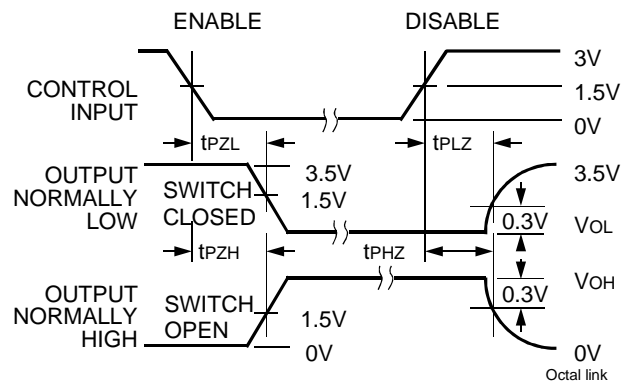 ENABLE DISABLE
3V
CONTROL INPUT
1.5V
0V
tPZL tPLZ
OUTPUT NORMALLY LOW
SWITCH CLOSED
3.5V
1.5V
3.5V
0.3V
VOL
tPZH tPHZ
OUTPUT NORMALLY HIGH
SWITCH OPEN
1.5V
0V
VOH
0.3V
0V
Octal link